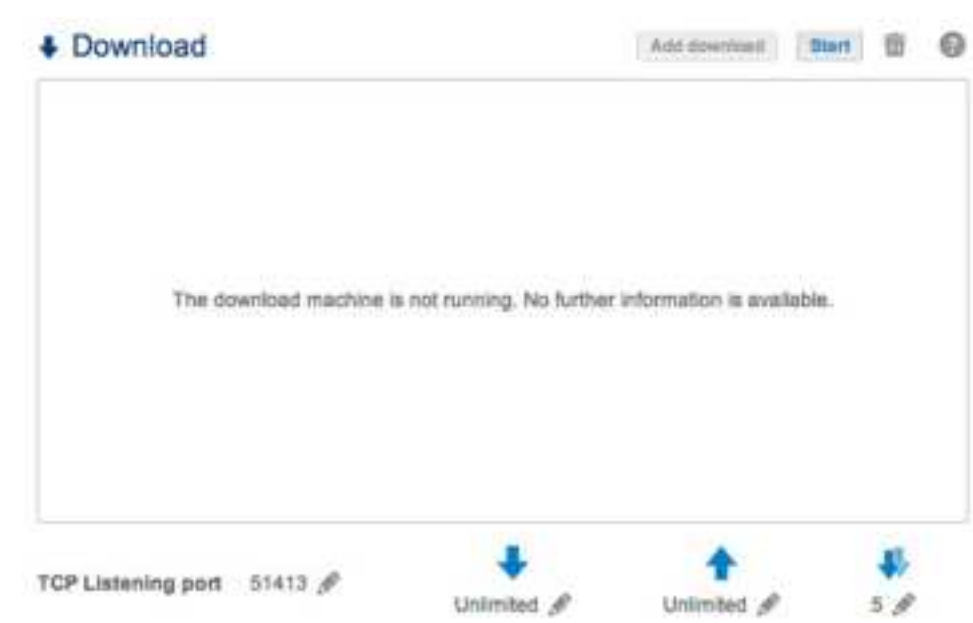 Download
Add download
Start
The download machine is not running. No further information is available.
TCP Listening port 51413
Unlimited
Unlimited
5